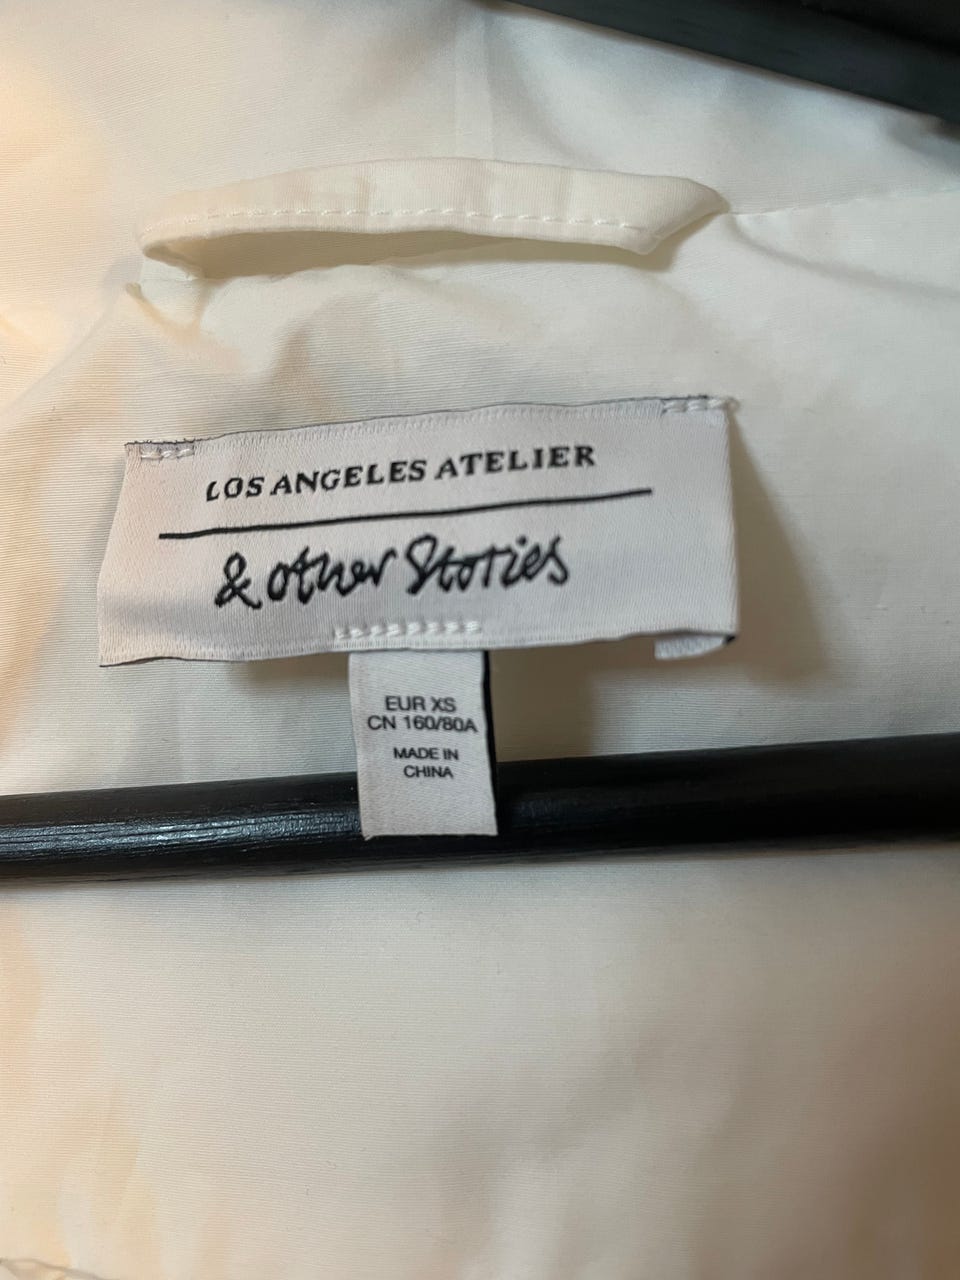 LOS ANGELES ATELIER
& other Stories
EUR XS
CN 160/80A
MADE IN
CHINA